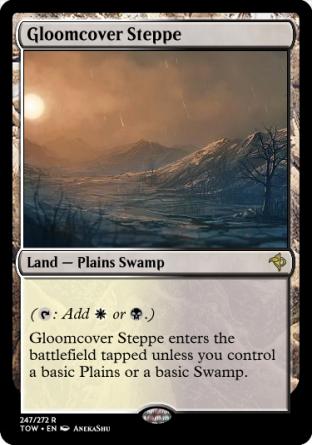 Gloomcover Steppe
Land — Plains Swamp
(: Add or .)
Gloomcover Steppe enters the
battlefield tapped unless you control
a basic Plains or a basic Swamp.
247/272 R
TOW • EN AnekaShu